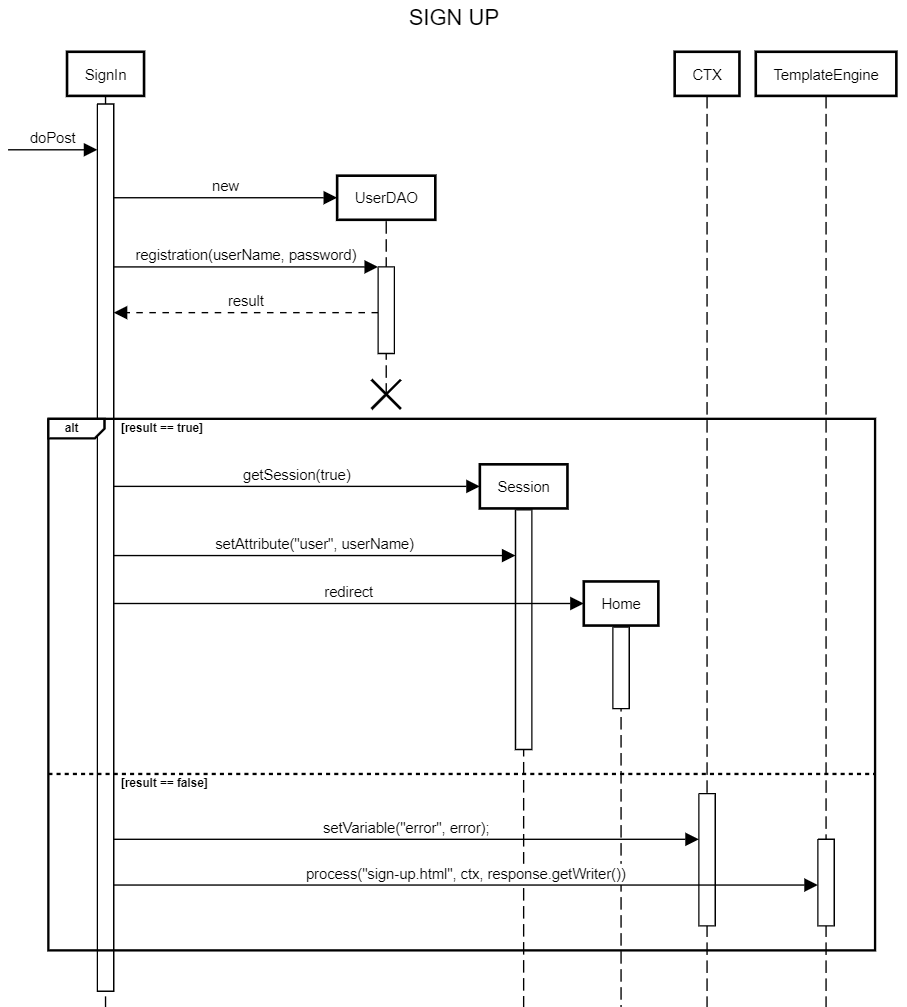 SIGN UP
SignIn
CTX
TemplateEngine
doPost
new
UserDAO
registration(userName, password)
result
alt
[result == true]
getSession(true)
Session
setAttribute("user", userName)
redirect
Home
[result == false]
setVariable("error", error);
process("sign-up.html", ctx, response.getWriter())